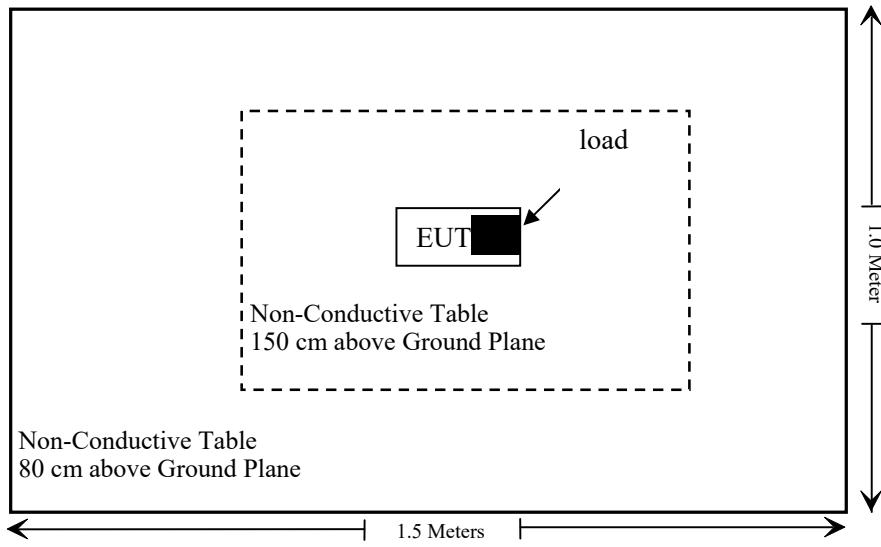 load
EUT
1.0 Meter
Non-Conductive Table
150 cm above Ground Plane
Non-Conductive Table
80 cm above Ground Plane
1.5 Meters